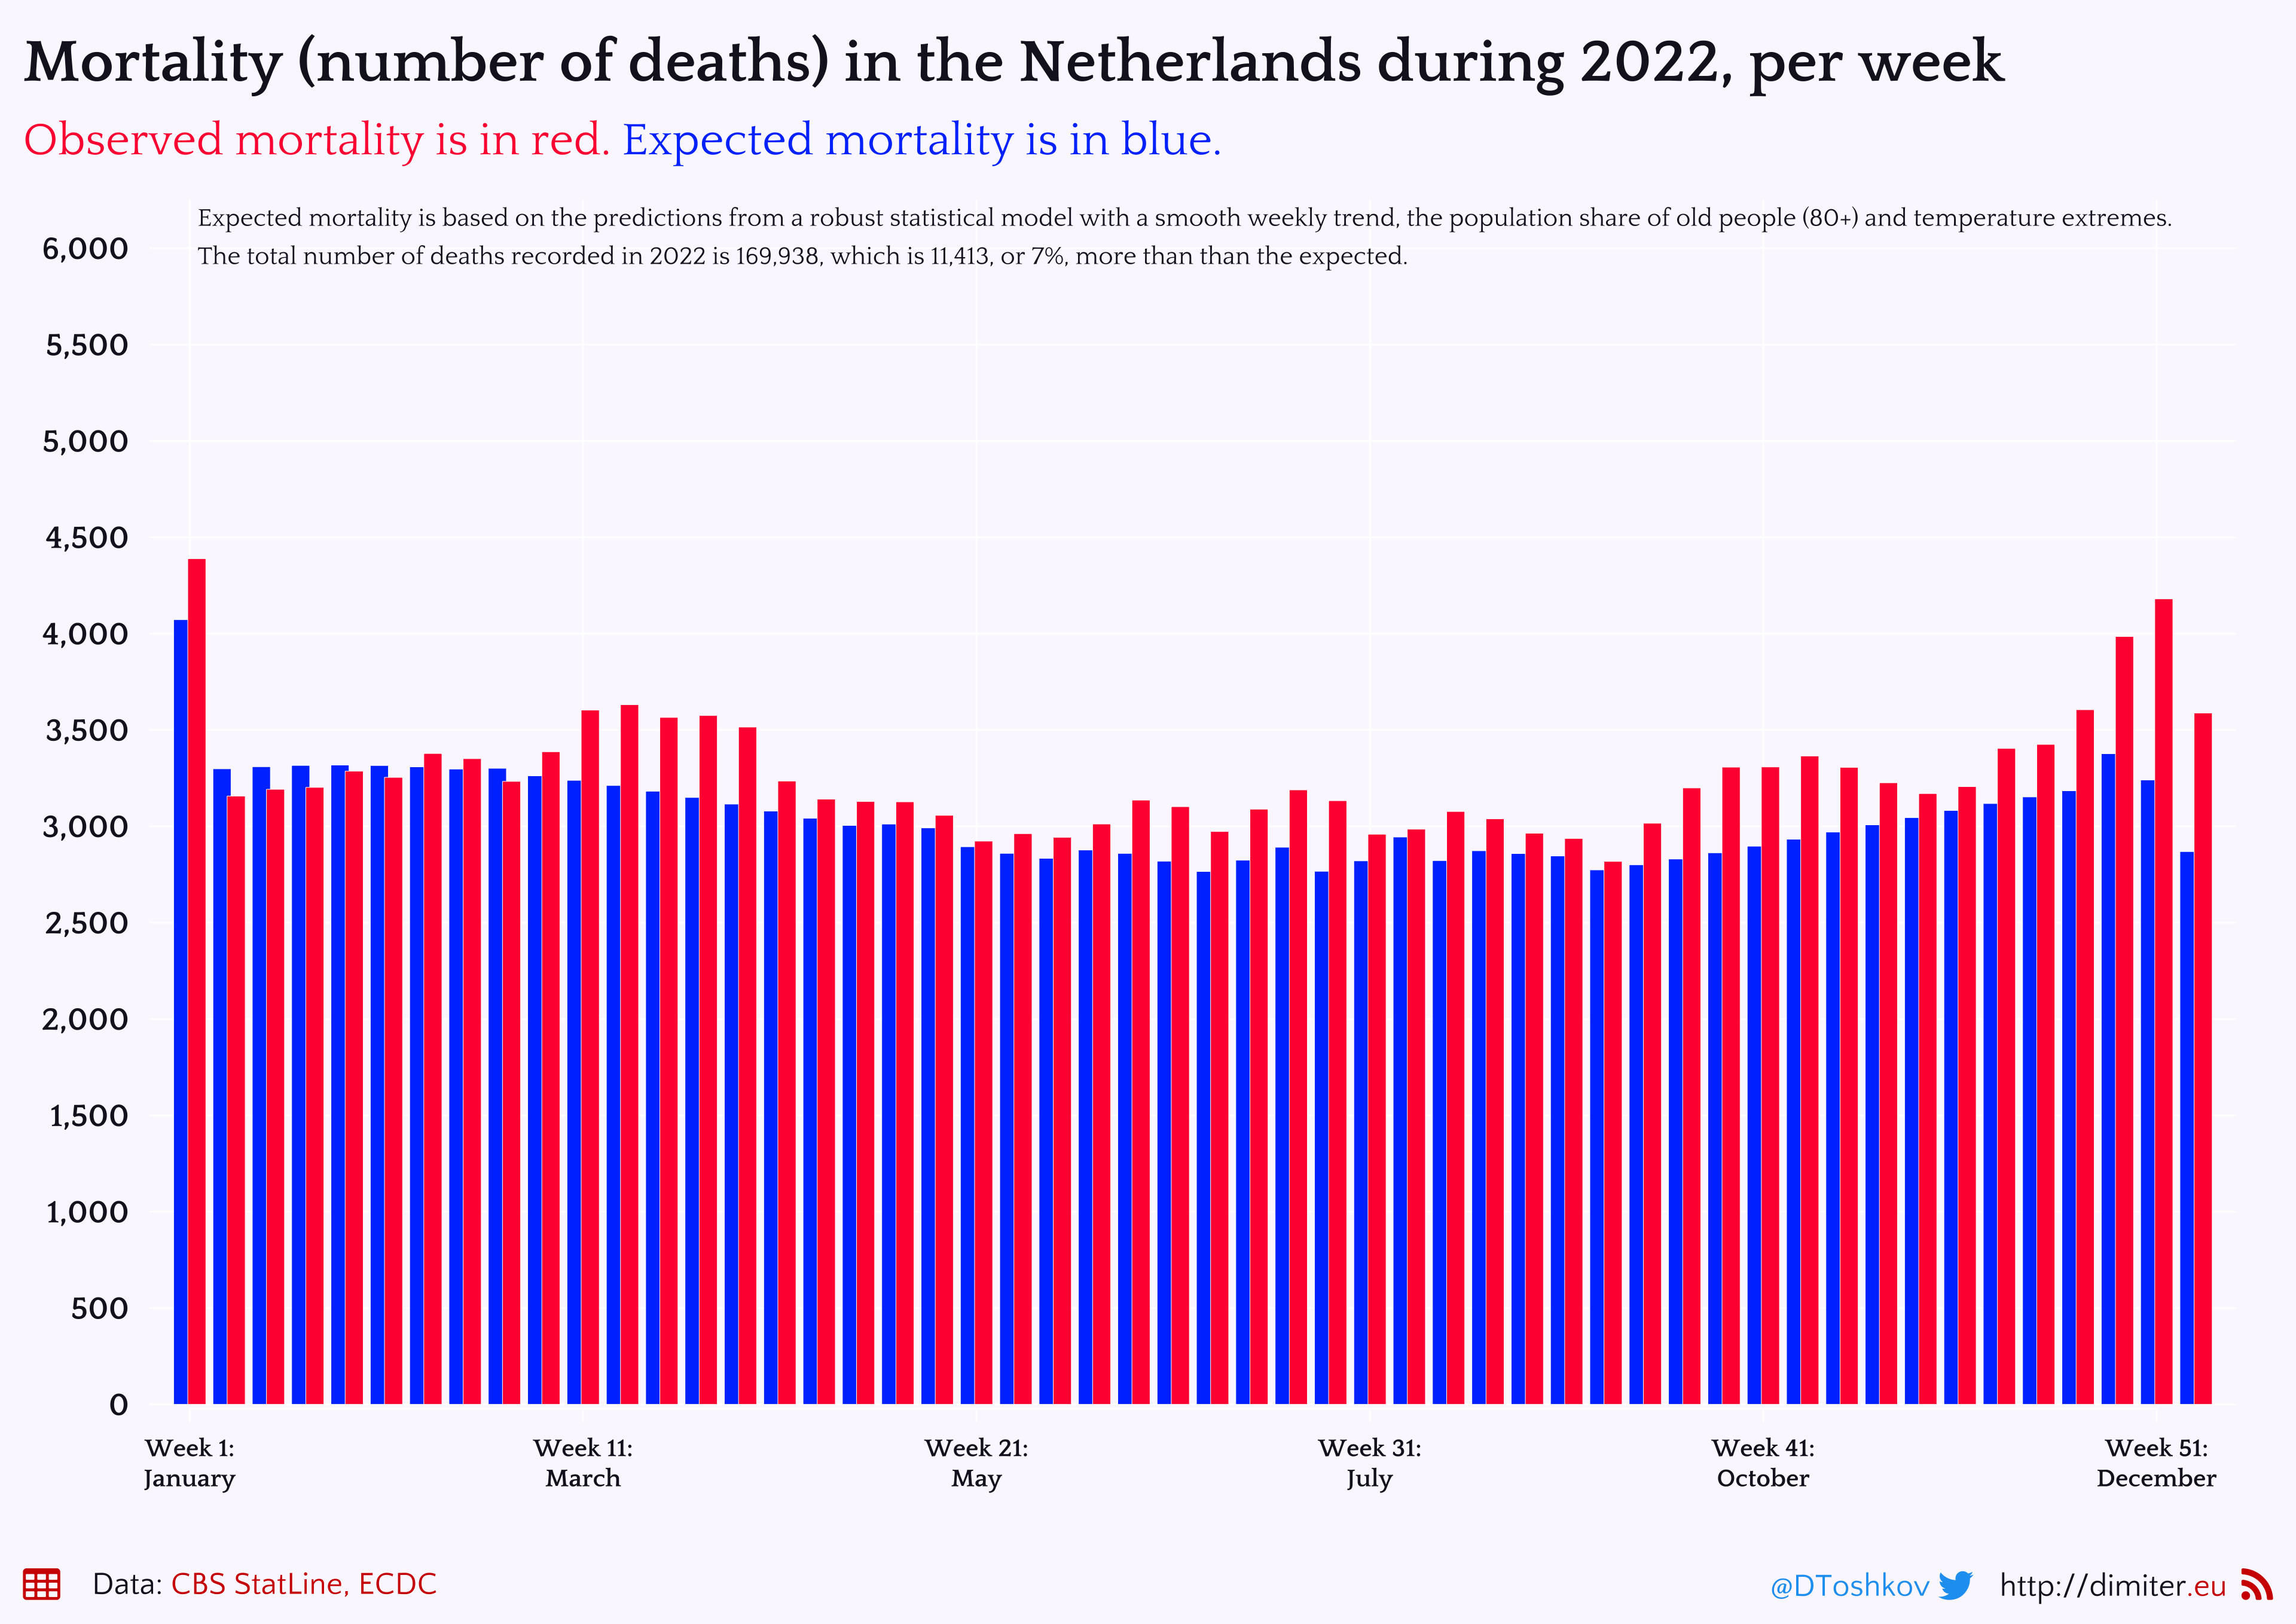 Mortality (number of deaths) in the Netherlands during 2022, per week
Observed mortality is in red. Expected mortality is in blue.
Expected mortality is based on the predictions from a robust statistical model with a smooth weekly trend, the population share of old people (80+) and temperature extremes.
The total number of deaths recorded in 2022 is 169,938, which is 11,413, or 7%, more than than the expected.
6,000
5,500
5,000
4,500
4,000
3,500
3,000
2,500
2,000
1,500
1,000
500
0
Week 1: Week 11: Week 21: Week 31: Week 41: Week 51:
January March May July October December
Data: CBS StatLine, ECDC
@DToshkov http://dimiter.eu